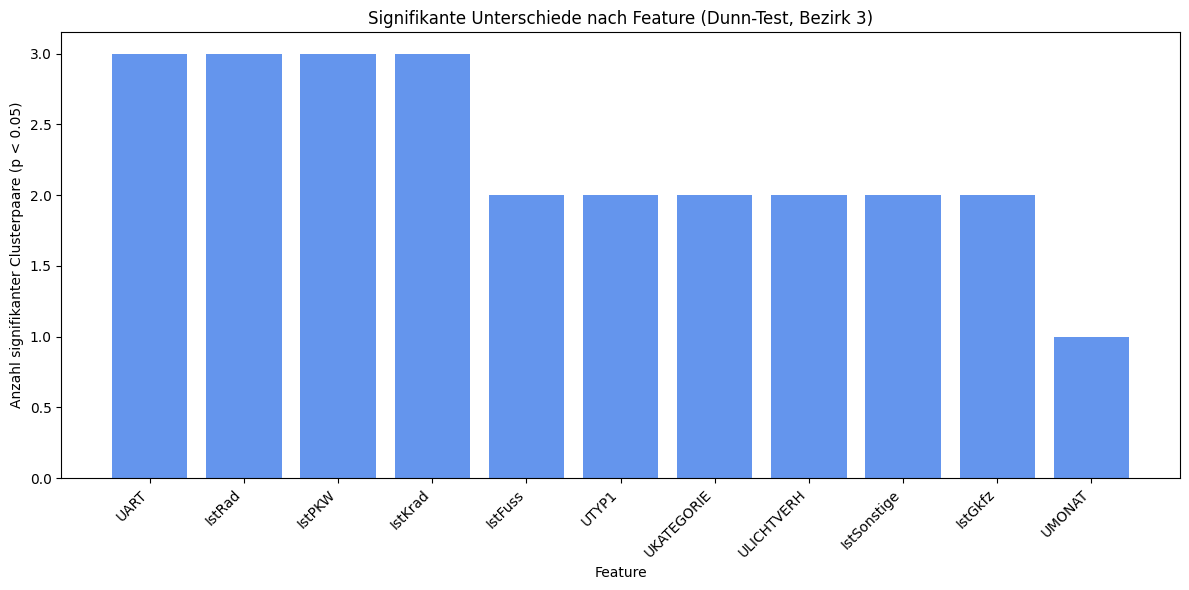 Signifikante Unterschiede nach Feature (Dunn-Test, Bezirk 3)
Anzahl signifikanter Clusterpaare (p < 0.05)
3.0
2.5
2.0
1.5
1.0
0.5
0.0
UART
IstRad
IstPKW
IstKrad
IstFuss
UTYP1
UKATEGORIE
ULICHTVERH
IstSonstige
IstGkfz
UMONAT
Feature